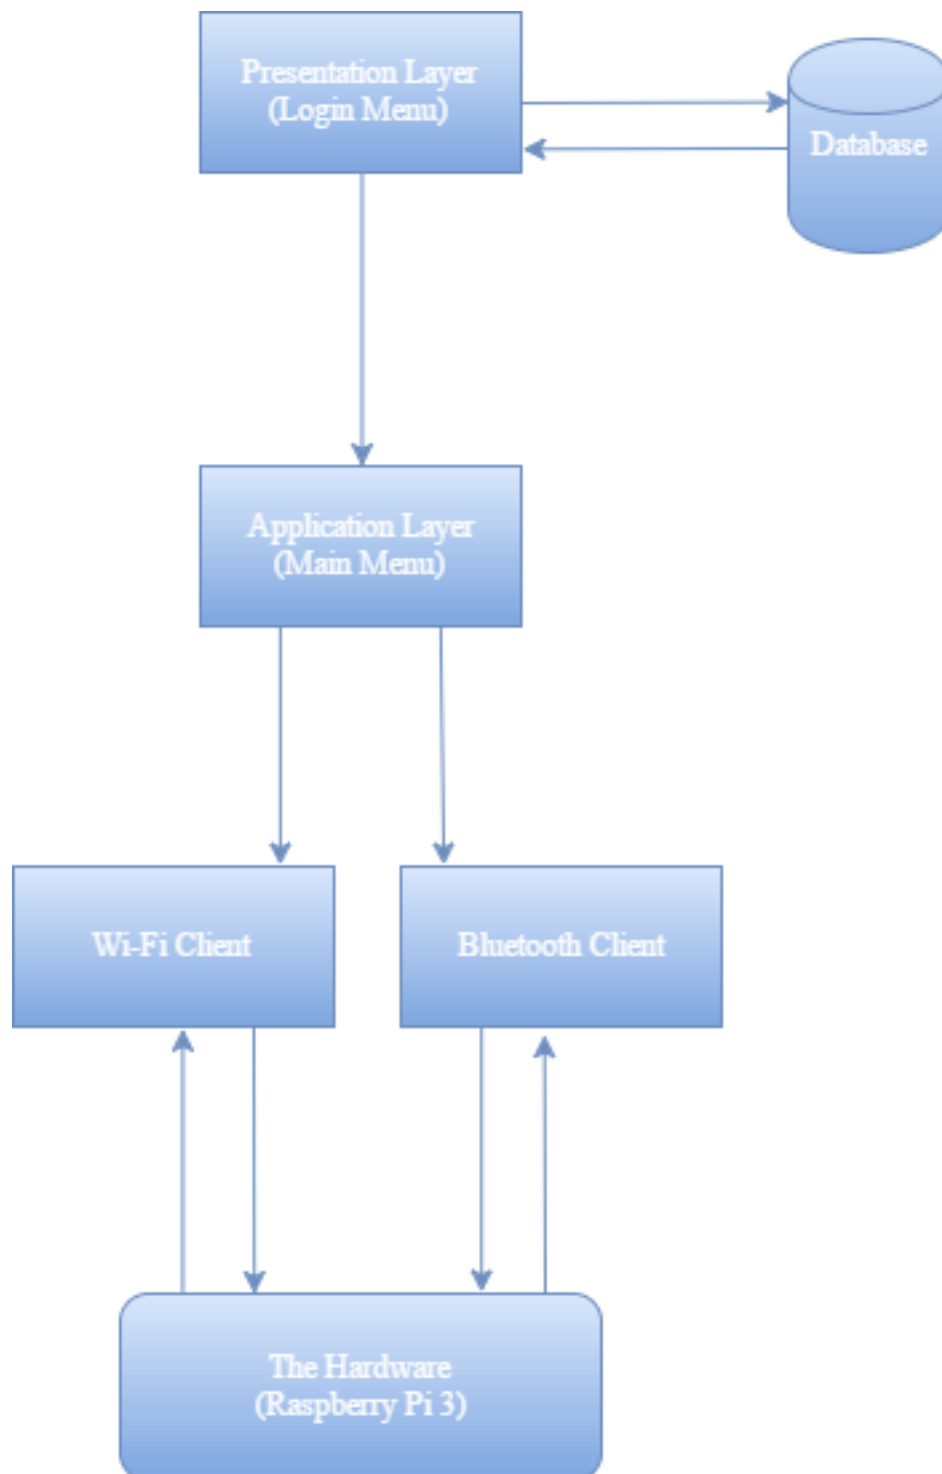 Presentation Layer
(Login Menu)
Database
Application Layer
(Main Menu)
Wi-Fi Client
Bluetooth Client
The Hardware
(Raspberry Pi 3)